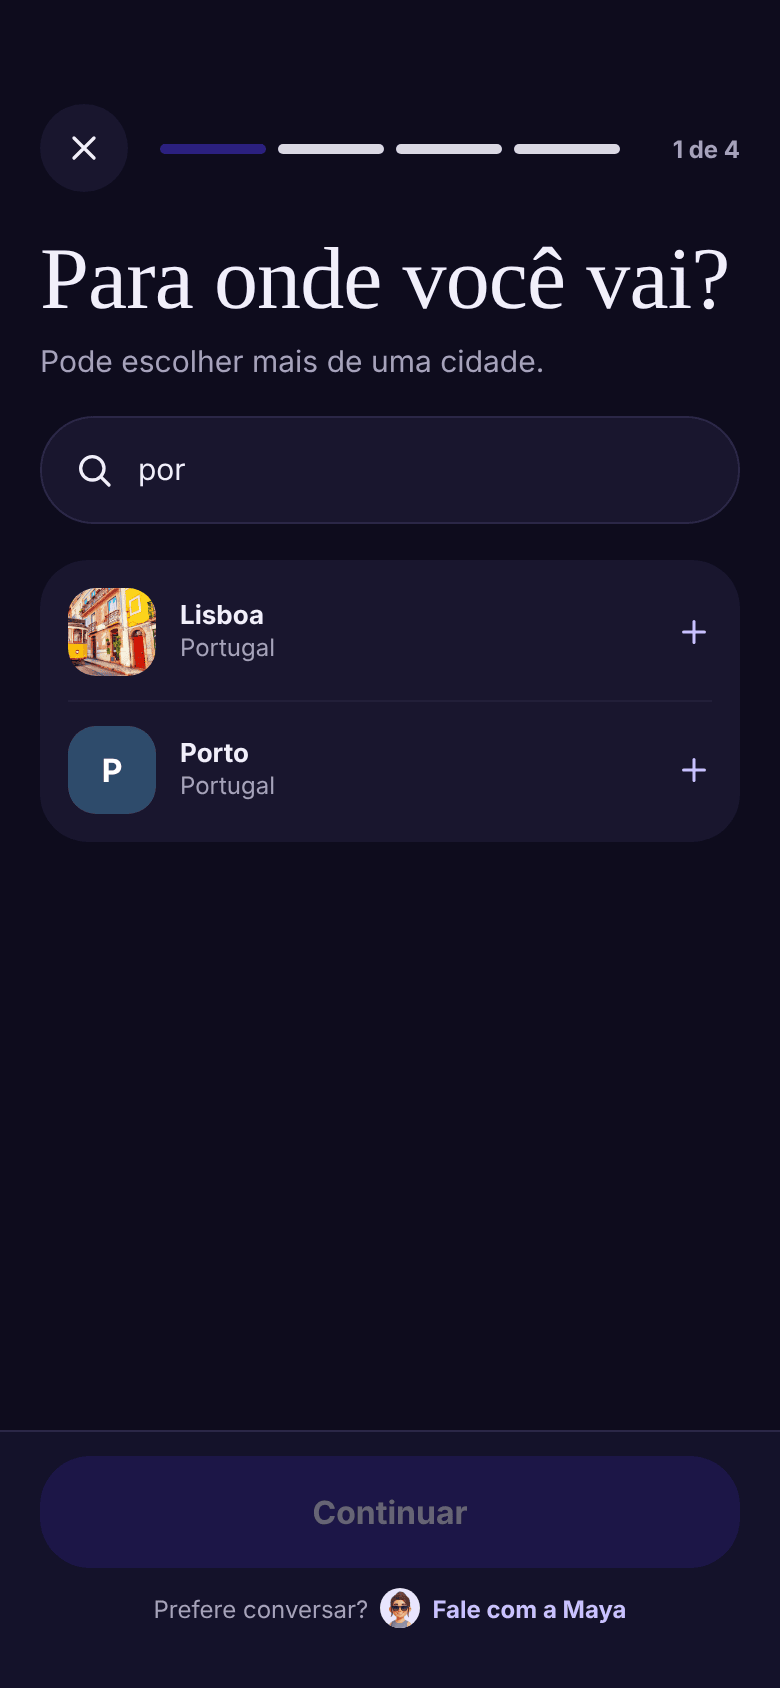 1 de 4
Para onde você vai?
Pode escolher mais de uma cidade.
por
Lisboa
Portugal
P
Porto
Portugal
Continuar
Prefere conversar? Fale com a Maya